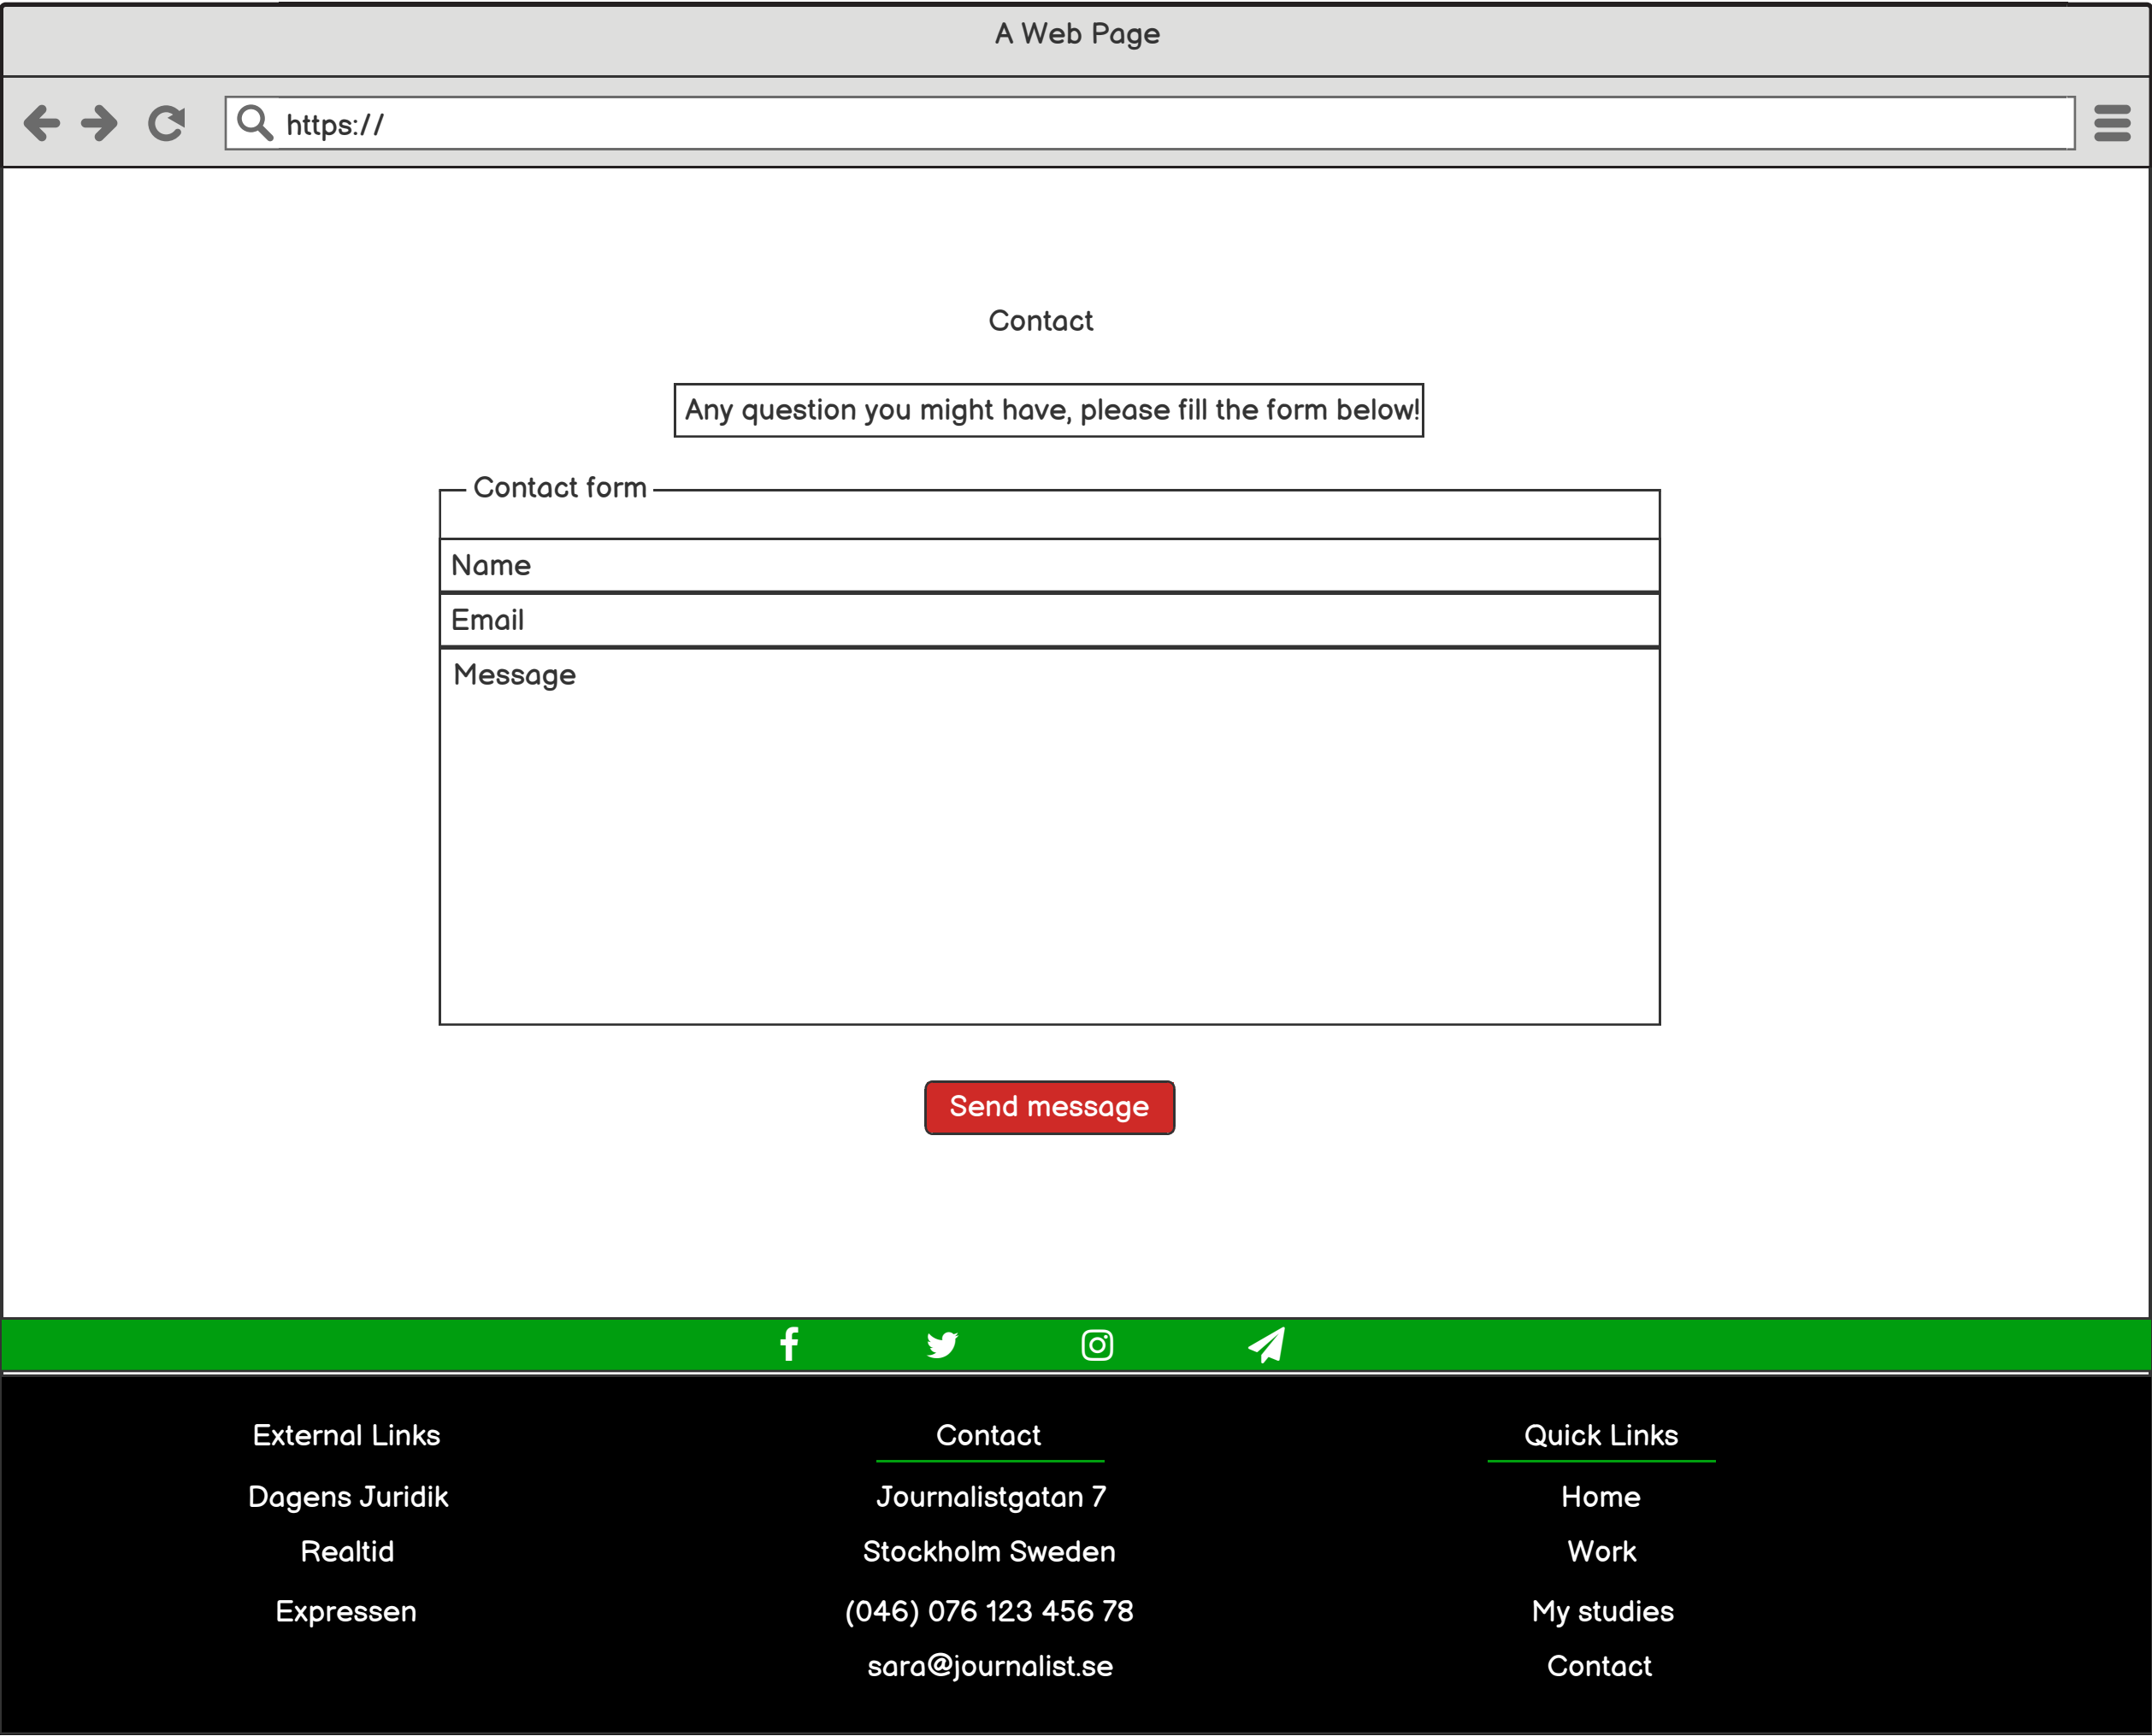 A Web Page
https://
Contact
Any question you might have, please fill the form below!
Contact form
Name
Email
Message
Send message
External Links
Dagens Juridik
Realtid
Expressen
Contact
Journalistgatan 7
Stockholm Sweden
(046) 076 123 456 78
sara@journalist.se
Quick Links
Home
Work
My studies
Contact